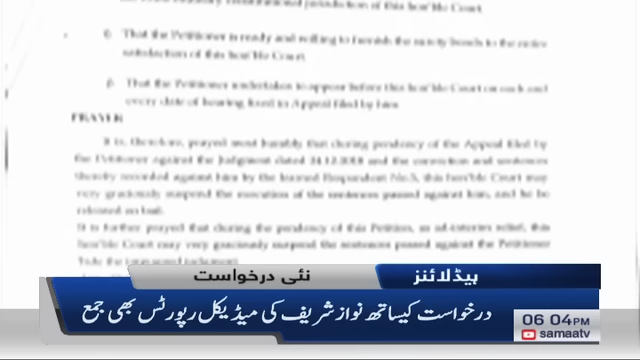 i) That the Petitioner is ready and willing to furnish the surety bonds to the entire
satisfaction of this hon'ble Court
That the Petitioner undertakes to appear before this hon'ble Court on each and
every date of hearing fixed in Appeal filed by him
PRAYER
It is, therefore, prayed most humbly that during pendency of the Appeal filed by
the Petitioner against the Judgment dated 24.12.2018 and the conviction and sentences
thereby recorded against him by the learned Respondent No.3, this hon'ble Court may
very graciously suspend the execution of the sentences passed against him, and he be
released on bail.
It is further prayed that during the pendency of this Petition, as ad-interim relief, this
hon'ble Court may very graciously suspend the sentences passed against the Petitioner
نئی درخواست
ہیڈلائنز
درخواست کیساتھ نواز شریف کی میڈیکل رپورٹس بھی جمع
06:04PM
samaatv